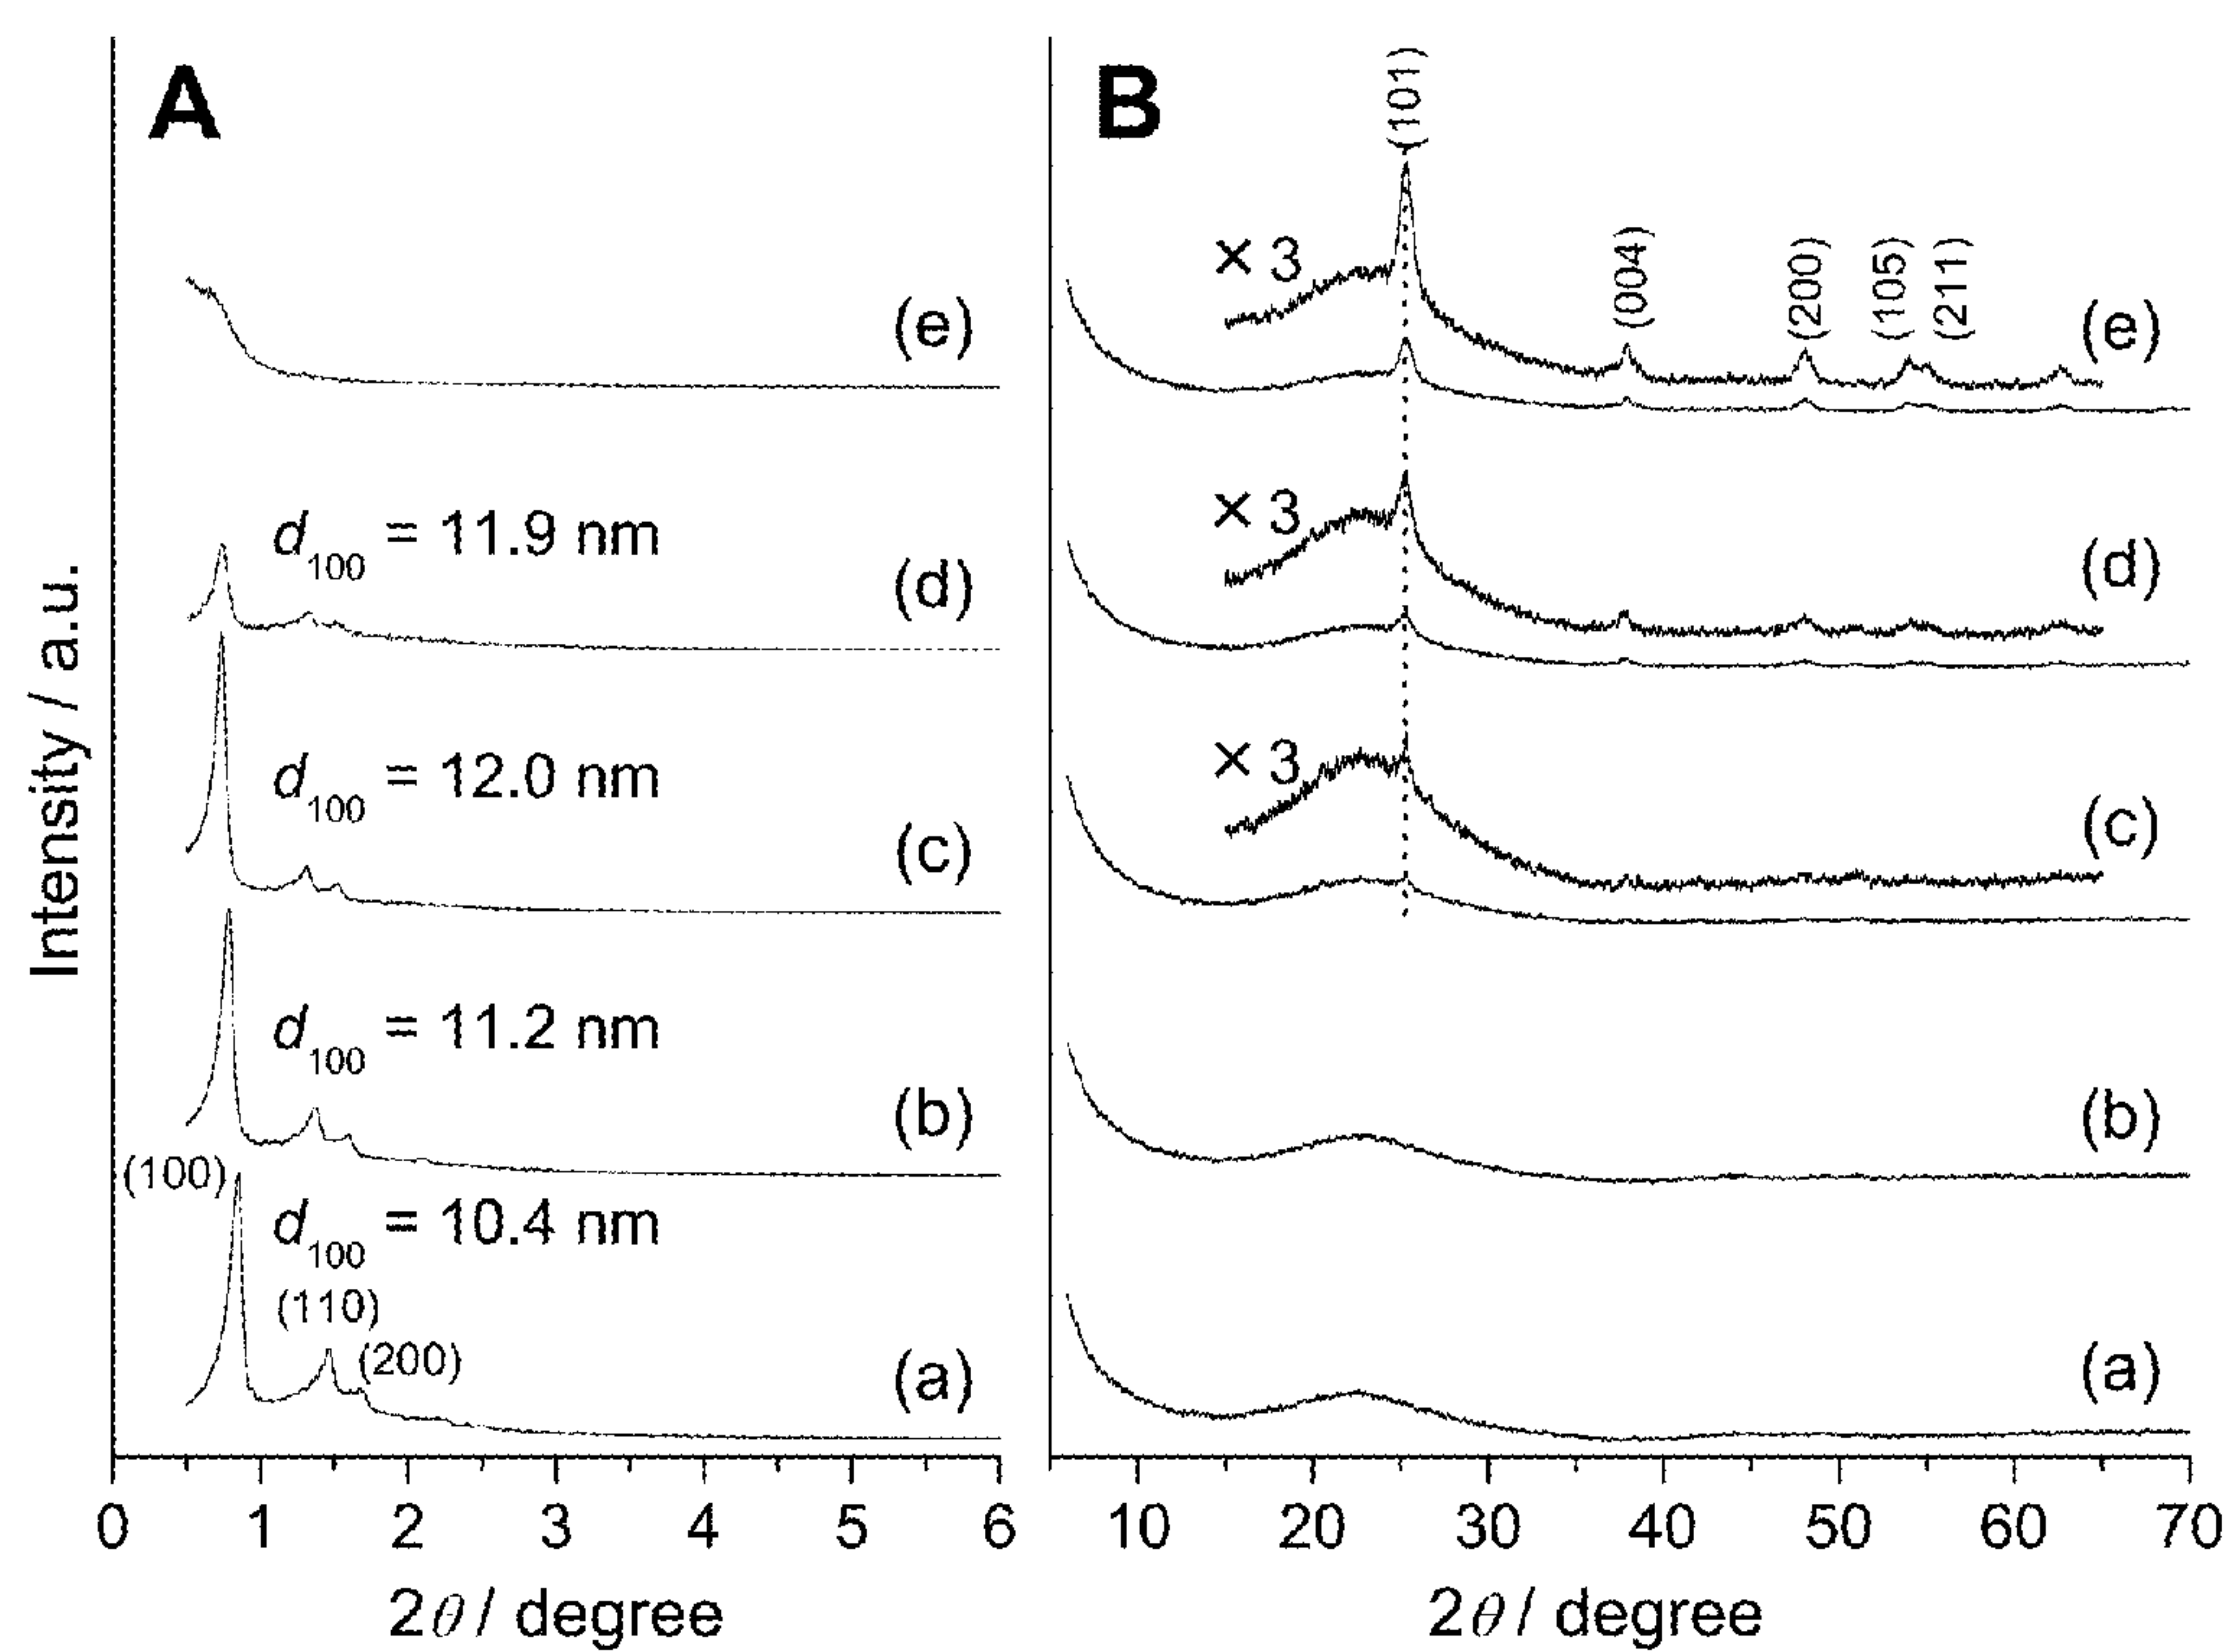 A
(e)
d100 = 11.9 nm
(d)
d100 = 12.0 nm
(c)
d100 = 11.2 nm
(b)
(100)
d100 = 10.4 nm
(110)
(200)
(a)
0 1 2 3 4 5 6
2θ / degree
Intensity / a.u.
B
(101)
× 3
(004)
(200)
(105)
(211)
(e)
× 3
(d)
× 3
(c)
(b)
(a)
10 20 30 40 50 60 70
2θ / degree